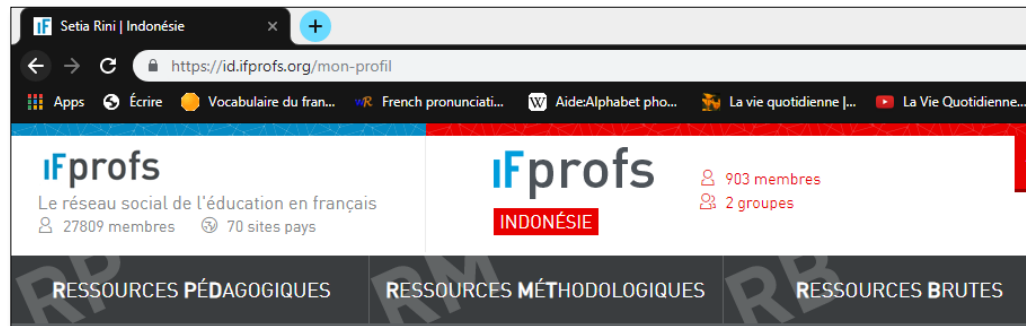 Setia Rini | Indonésie
https://id.ifprofs.org/mon-profil
Apps Écrire Vocabulaire du fran... WR French pronunciati... W Aide:Alphabet pho... La vie quotidienne |... La Vie Quotidienne...
IFprofs
Le réseau social de l'éducation en français
27809 membres 70 sites pays
IFprofs
INDONÉSIE
903 membres
2 groupes
RP RESSOURCES PÉDAGOGIQUES RM RESSOURCES MÉTHODOLOGIQUES RB RESSOURCES BRUTES